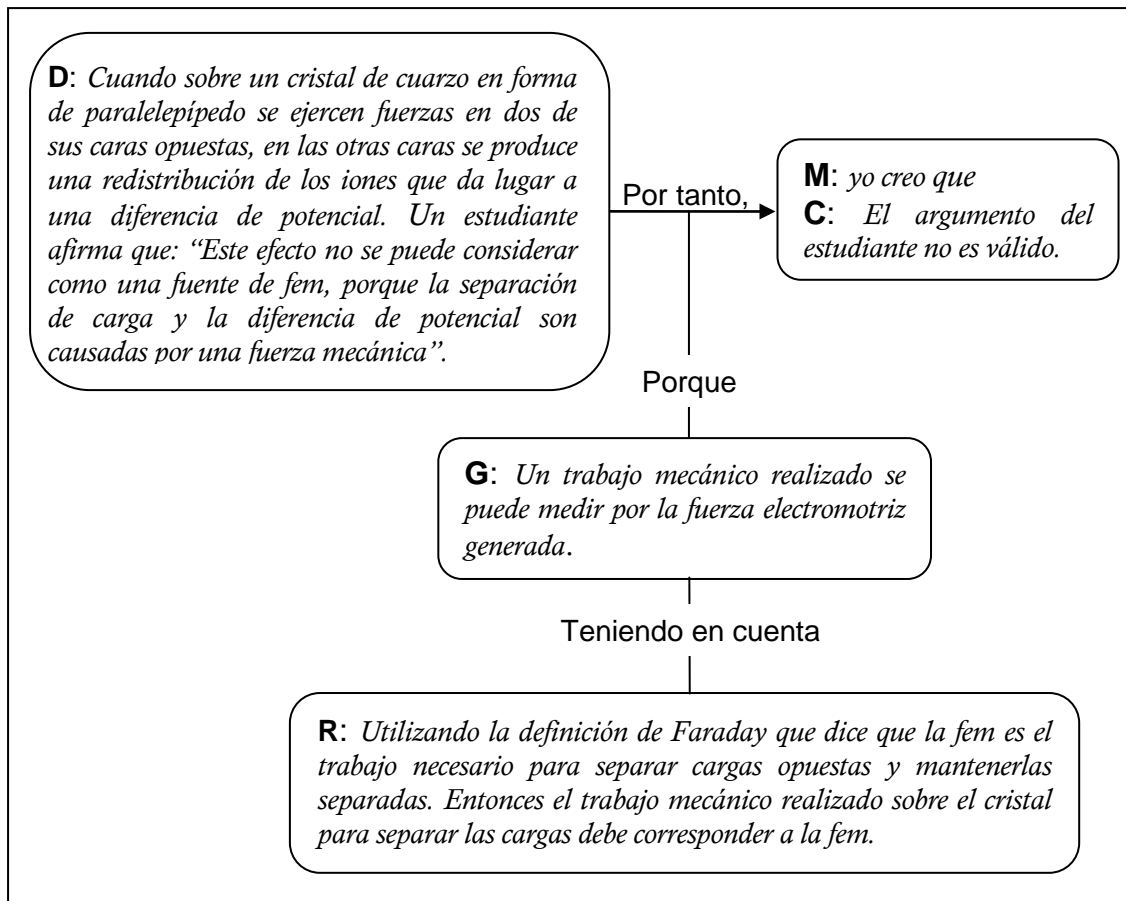 D: Cuando sobre un cristal de cuarzo en forma
de paralelepípedo se ejercen fuerzas en dos de
sus caras opuestas, en las otras caras se produce
una redistribución de los iones que da lugar a
una diferencia de potencial. Un estudiante
afirma que: “Este efecto no se puede considerar
como una fuente de fem, porque la separación
de carga y la diferencia de potencial son
causadas por una fuerza mecánica”.
Por tanto,
M: yo creo que
C: El argumento del
estudiante no es válido.
Porque
G: Un trabajo mecánico realizado se
puede medir por la fuerza electromotriz
generada.
Teniendo en cuenta
R: Utilizando la definición de Faraday que dice que la fem es el
trabajo necesario para separar cargas opuestas y mantenerlas
separadas. Entonces el trabajo mecánico realizado sobre el cristal
para separar las cargas debe corresponder a la fem.